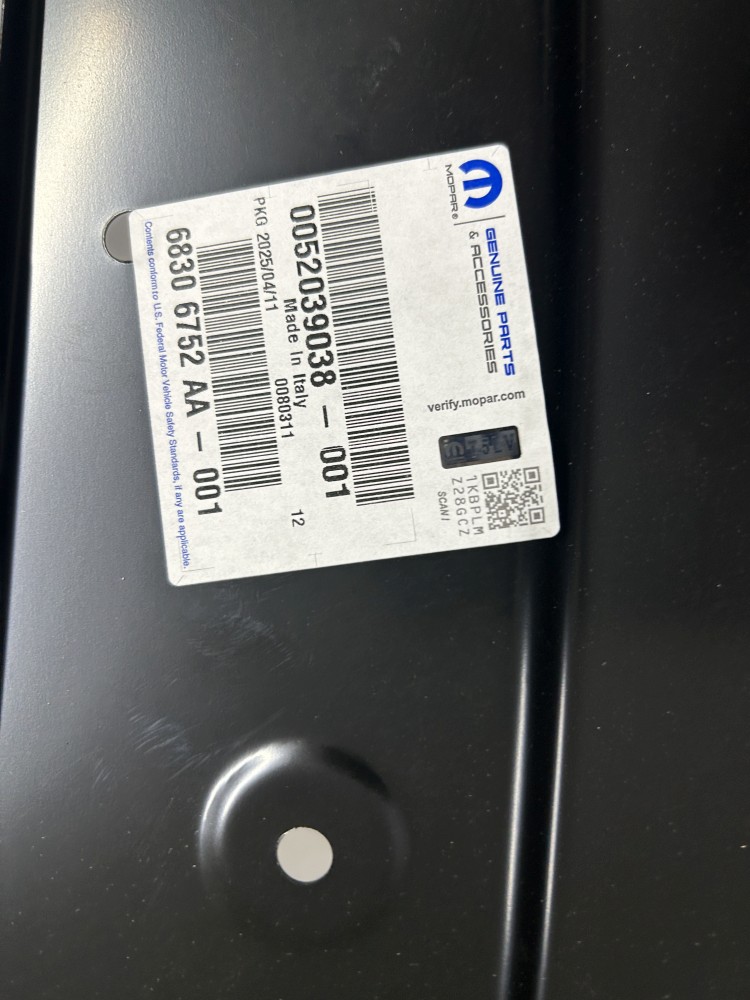 MOPAR®
GENUINE PARTS
& ACCESSORIES
verify.mopar.com
1KBPLM
Z28GCZ
SCAN!
0052039038 – 001
Made In Italy
PKG 2025/04/11
0080311
12
6830 6752 AA – 001
Contents conform to U.S. Federal Motor Vehicle Safety Standards, if any are applicable.